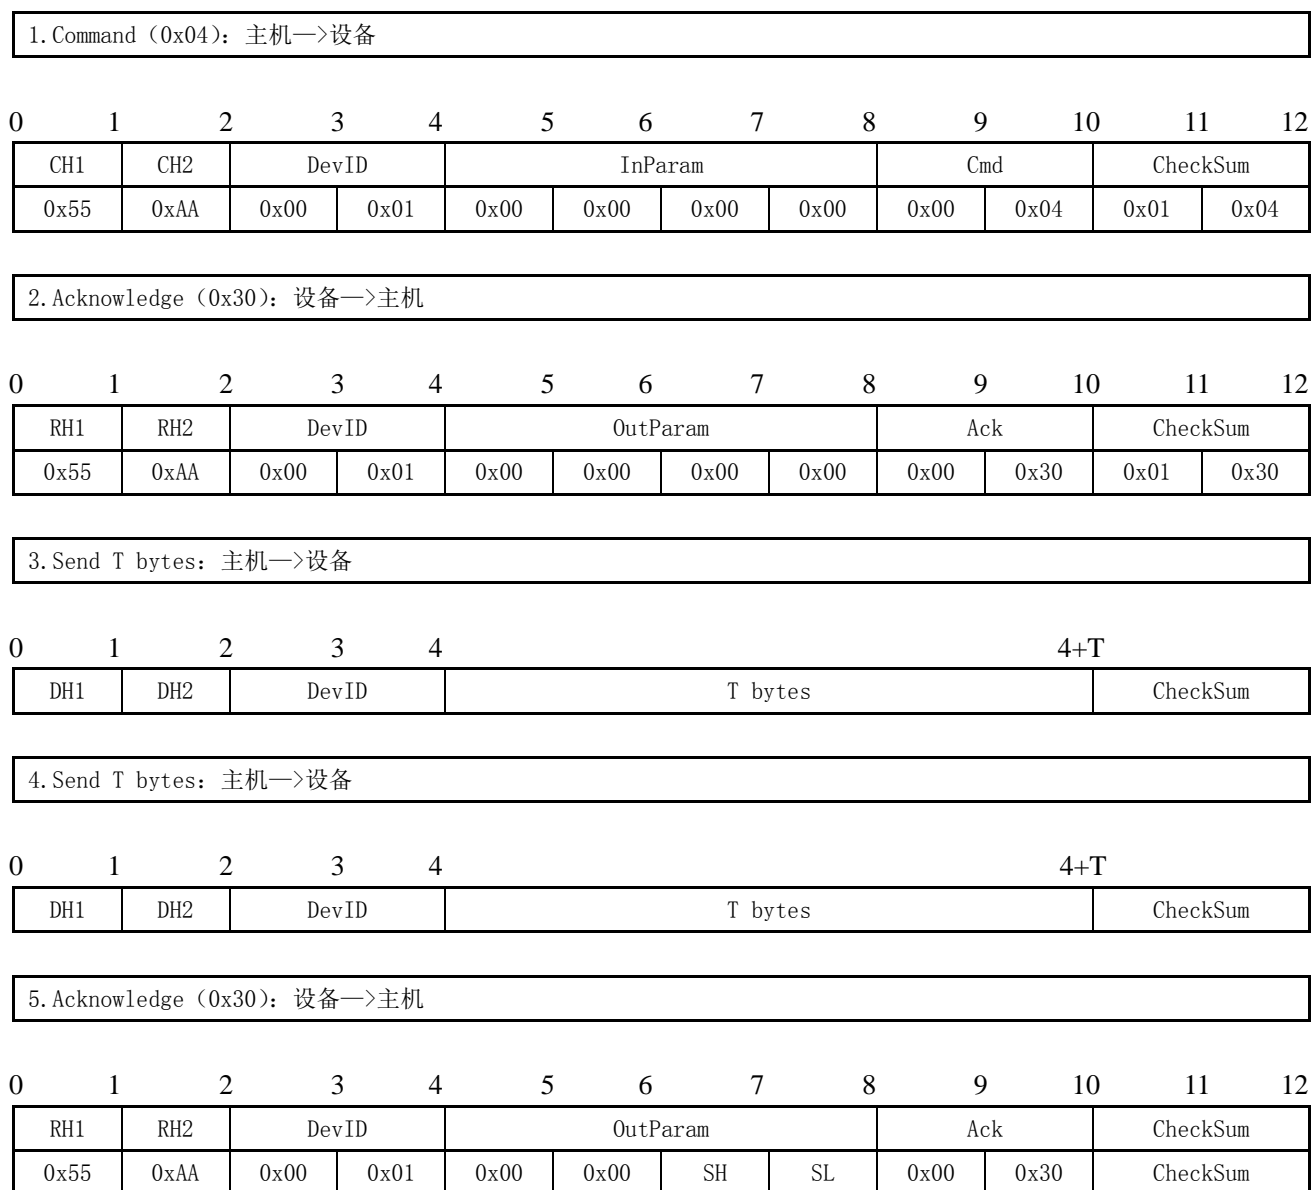 1.Command（0x04）：主机—>设备
0 1 2 3 4 5 6 7 8 9 10 11 12
CH1 CH2 DevID InParam Cmd CheckSum
0x55 0xAA 0x00 0x01 0x00 0x00 0x00 0x00 0x00 0x04 0x01 0x04
2.Acknowledge（0x30）：设备—>主机
0 1 2 3 4 5 6 7 8 9 10 11 12
RH1 RH2 DevID OutParam Ack CheckSum
0x55 0xAA 0x00 0x01 0x00 0x00 0x00 0x00 0x00 0x30 0x01 0x30
3.Send T bytes：主机—>设备
0 1 2 3 4 4+T
DH1 DH2 DevID T bytes CheckSum
4.Send T bytes：主机—>设备
0 1 2 3 4 4+T
DH1 DH2 DevID T bytes CheckSum
5.Acknowledge（0x30）：设备—>主机
0 1 2 3 4 5 6 7 8 9 10 11 12
RH1 RH2 DevID OutParam Ack CheckSum
0x55 0xAA 0x00 0x01 0x00 0x00 SH SL 0x00 0x30 CheckSum